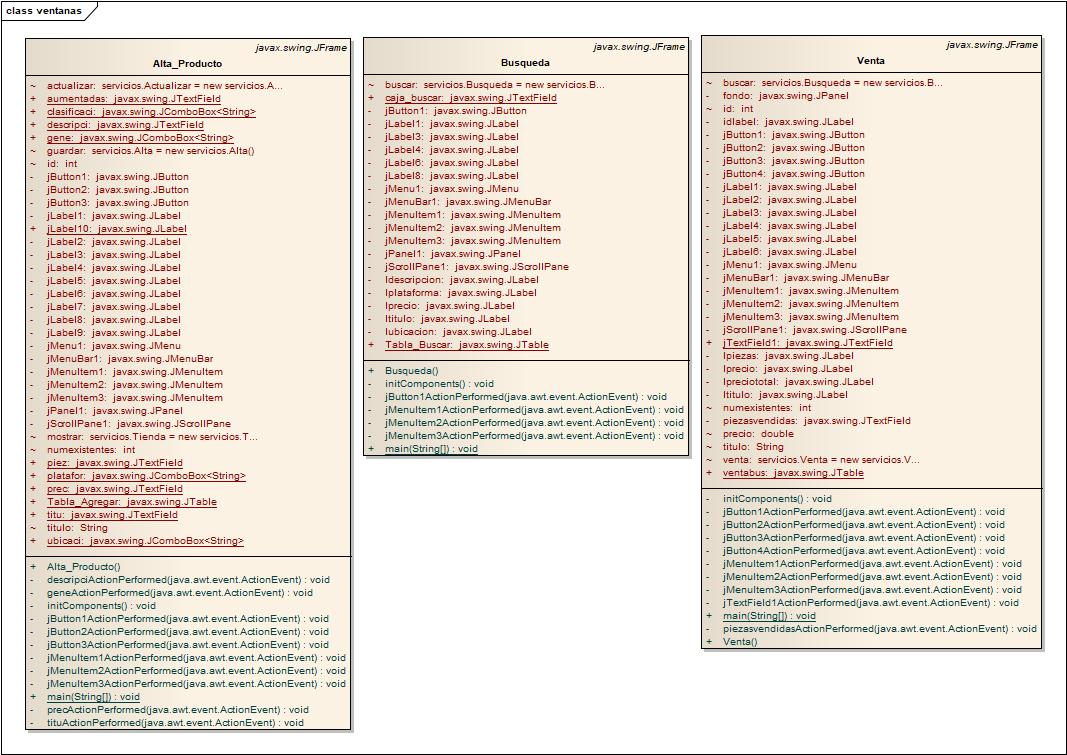 class ventanas
javax.swing.JFrame
Alta_Producto
~ actualizar: servicios.Actualizar = new servicios.A...
+ aumentadas: javax.swing.JTextField
+ clasificaci: javax.swing.JComboBox<String>
+ descripci: javax.swing.JTextField
+ gene: javax.swing.JComboBox<String>
~ guardar: servicios.Alta = new servicios.Alta()
~ id: int
- jButton1: javax.swing.JButton
- jButton2: javax.swing.JButton
- jButton3: javax.swing.JButton
- jLabel1: javax.swing.JLabel
+ jLabel10: javax.swing.JLabel
- jLabel2: javax.swing.JLabel
- jLabel3: javax.swing.JLabel
- jLabel4: javax.swing.JLabel
- jLabel5: javax.swing.JLabel
- jLabel6: javax.swing.JLabel
- jLabel7: javax.swing.JLabel
- jLabel8: javax.swing.JLabel
- jLabel9: javax.swing.JLabel
- jMenu1: javax.swing.JMenu
- jMenuBar1: javax.swing.JMenuBar
- jMenuItem1: javax.swing.JMenuItem
- jMenuItem2: javax.swing.JMenuItem
- jMenuItem3: javax.swing.JMenuItem
- jPanel1: javax.swing.JPanel
- jScrollPane1: javax.swing.JScrollPane
~ mostrar: servicios.Tienda = new servicios.T...
~ numexistentes: int
+ piez: javax.swing.JTextField
+ platafor: javax.swing.JComboBox<String>
+ prec: javax.swing.JTextField
+ Tabla_Agregar: javax.swing.JTable
+ titu: javax.swing.JTextField
~ titulo: String
+ ubicaci: javax.swing.JComboBox<String>
+ Alta_Producto()
- descripciActionPerformed(java.awt.event.ActionEvent) : void
- geneActionPerformed(java.awt.event.ActionEvent) : void
- initComponents() : void
- jButton1ActionPerformed(java.awt.event.ActionEvent) : void
- jButton2ActionPerformed(java.awt.event.ActionEvent) : void
- jButton3ActionPerformed(java.awt.event.ActionEvent) : void
- jMenuItem1ActionPerformed(java.awt.event.ActionEvent) : void
- jMenuItem2ActionPerformed(java.awt.event.ActionEvent) : void
- jMenuItem3ActionPerformed(java.awt.event.ActionEvent) : void
+ main(String[]) : void
- precActionPerformed(java.awt.event.ActionEvent) : void
- tituActionPerformed(java.awt.event.ActionEvent) : void
javax.swing.JFrame
Busqueda
~ buscar: servicios.Busqueda = new servicios.B...
+ caja_buscar: javax.swing.JTextField
- jButton1: javax.swing.JButton
- jLabel1: javax.swing.JLabel
- jLabel3: javax.swing.JLabel
- jLabel4: javax.swing.JLabel
- jLabel6: javax.swing.JLabel
- jLabel8: javax.swing.JLabel
- jMenu1: javax.swing.JMenu
- jMenuBar1: javax.swing.JMenuBar
- jMenuItem1: javax.swing.JMenuItem
- jMenuItem2: javax.swing.JMenuItem
- jMenuItem3: javax.swing.JMenuItem
- jPanel1: javax.swing.JPanel
- jScrollPane1: javax.swing.JScrollPane
- ldescripcion: javax.swing.JLabel
- lplataforma: javax.swing.JLabel
- lprecio: javax.swing.JLabel
- ltitulo: javax.swing.JLabel
- lubicacion: javax.swing.JLabel
+ Tabla_Buscar: javax.swing.JTable
+ Busqueda()
- initComponents() : void
- jButton1ActionPerformed(java.awt.event.ActionEvent) : void
- jMenuItem1ActionPerformed(java.awt.event.ActionEvent) : void
- jMenuItem2ActionPerformed(java.awt.event.ActionEvent) : void
- jMenuItem3ActionPerformed(java.awt.event.ActionEvent) : void
+ main(String[]) : void
javax.swing.JFrame
Venta
~ buscar: servicios.Busqueda = new servicios.B...
- fondo: javax.swing.JPanel
~ id: int
- idlabel: javax.swing.JLabel
- jButton1: javax.swing.JButton
- jButton2: javax.swing.JButton
- jButton3: javax.swing.JButton
- jButton4: javax.swing.JButton
- jLabel1: javax.swing.JLabel
- jLabel2: javax.swing.JLabel
- jLabel3: javax.swing.JLabel
- jLabel4: javax.swing.JLabel
- jLabel5: javax.swing.JLabel
- jLabel6: javax.swing.JLabel
- jMenu1: javax.swing.JMenu
- jMenuBar1: javax.swing.JMenuBar
- jMenuItem1: javax.swing.JMenuItem
- jMenuItem2: javax.swing.JMenuItem
- jMenuItem3: javax.swing.JMenuItem
- jScrollPane1: javax.swing.JScrollPane
+ jTextField1: javax.swing.JTextField
- lpiezas: javax.swing.JLabel
- lprecio: javax.swing.JLabel
- lpreciototal: javax.swing.JLabel
- ltitulo: javax.swing.JLabel
~ numexistentes: int
- piezasvendidas: javax.swing.JTextField
~ precio: double
~ titulo: String
~ venta: servicios.Venta = new servicios.V...
+ ventabus: javax.swing.JTable
- initComponents() : void
- jButton1ActionPerformed(java.awt.event.ActionEvent) : void
- jButton2ActionPerformed(java.awt.event.ActionEvent) : void
- jButton3ActionPerformed(java.awt.event.ActionEvent) : void
- jButton4ActionPerformed(java.awt.event.ActionEvent) : void
- jMenuItem1ActionPerformed(java.awt.event.ActionEvent) : void
- jMenuItem2ActionPerformed(java.awt.event.ActionEvent) : void
- jMenuItem3ActionPerformed(java.awt.event.ActionEvent) : void
- jTextField1ActionPerformed(java.awt.event.ActionEvent) : void
+ main(String[]) : void
- piezasvendidasActionPerformed(java.awt.event.ActionEvent) : void
+ Venta()